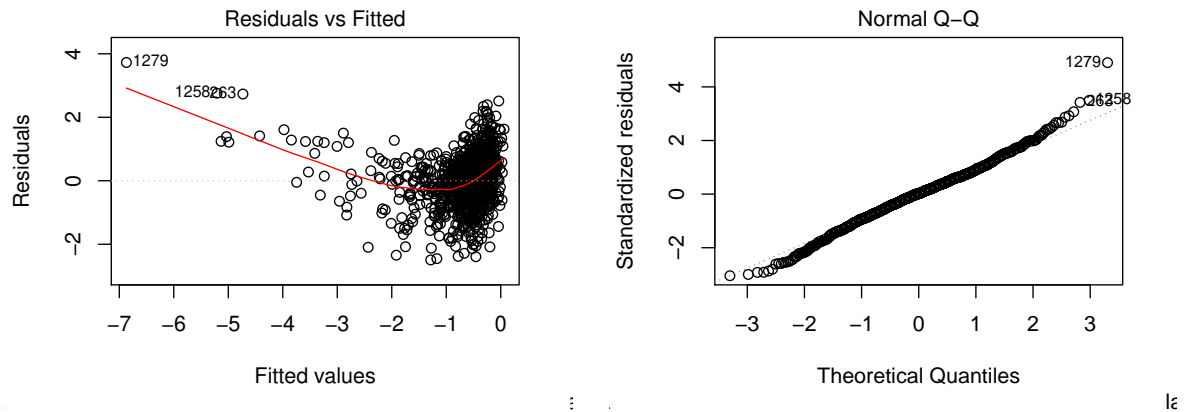 Residuals vs Fitted
Residuals
4
2
0
−2
1279
1258
263
−7 −6 −5 −4 −3 −2 −1 0
Fitted values
Normal Q−Q
Standardized residuals
4
2
0
−2
1279
263
1258
−3 −2 −1 0 1 2 3
Theoretical Quantiles
la